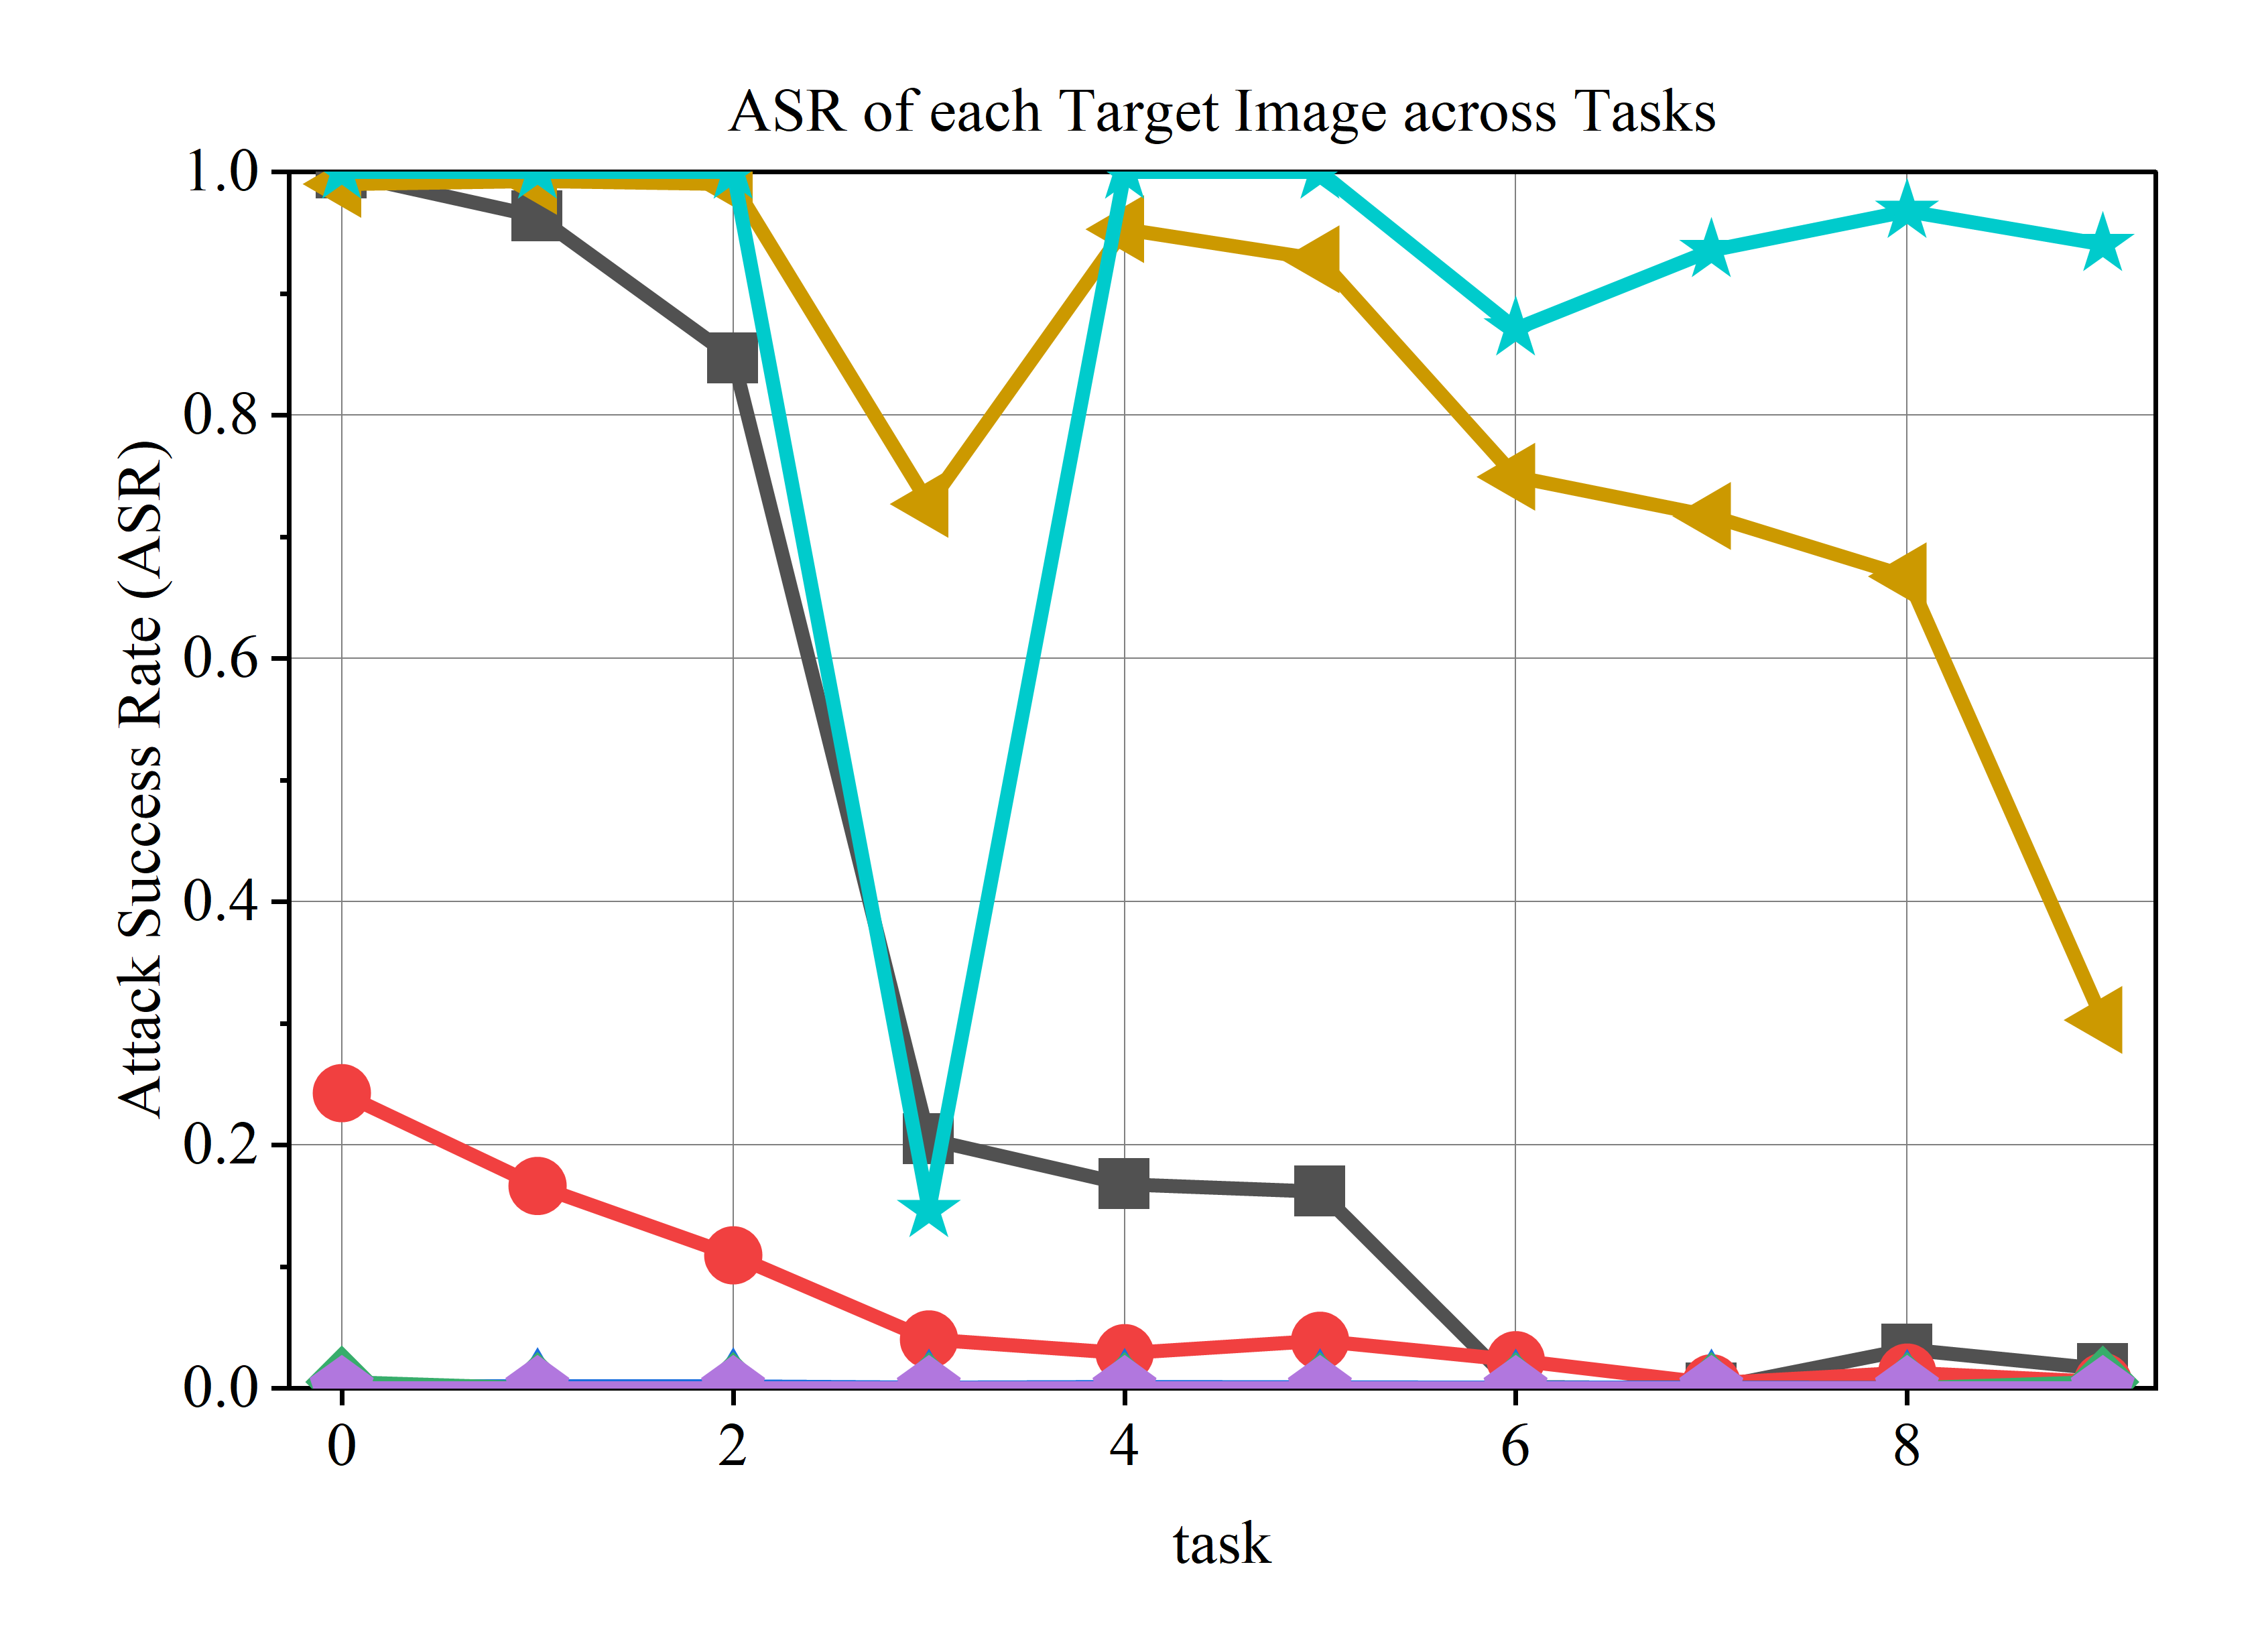 ASR of each Target Image across Tasks
Attack Success Rate (ASR)
1.0
0.8
0.6
0.4
0.2
0.0
0 2 4 6 8
task